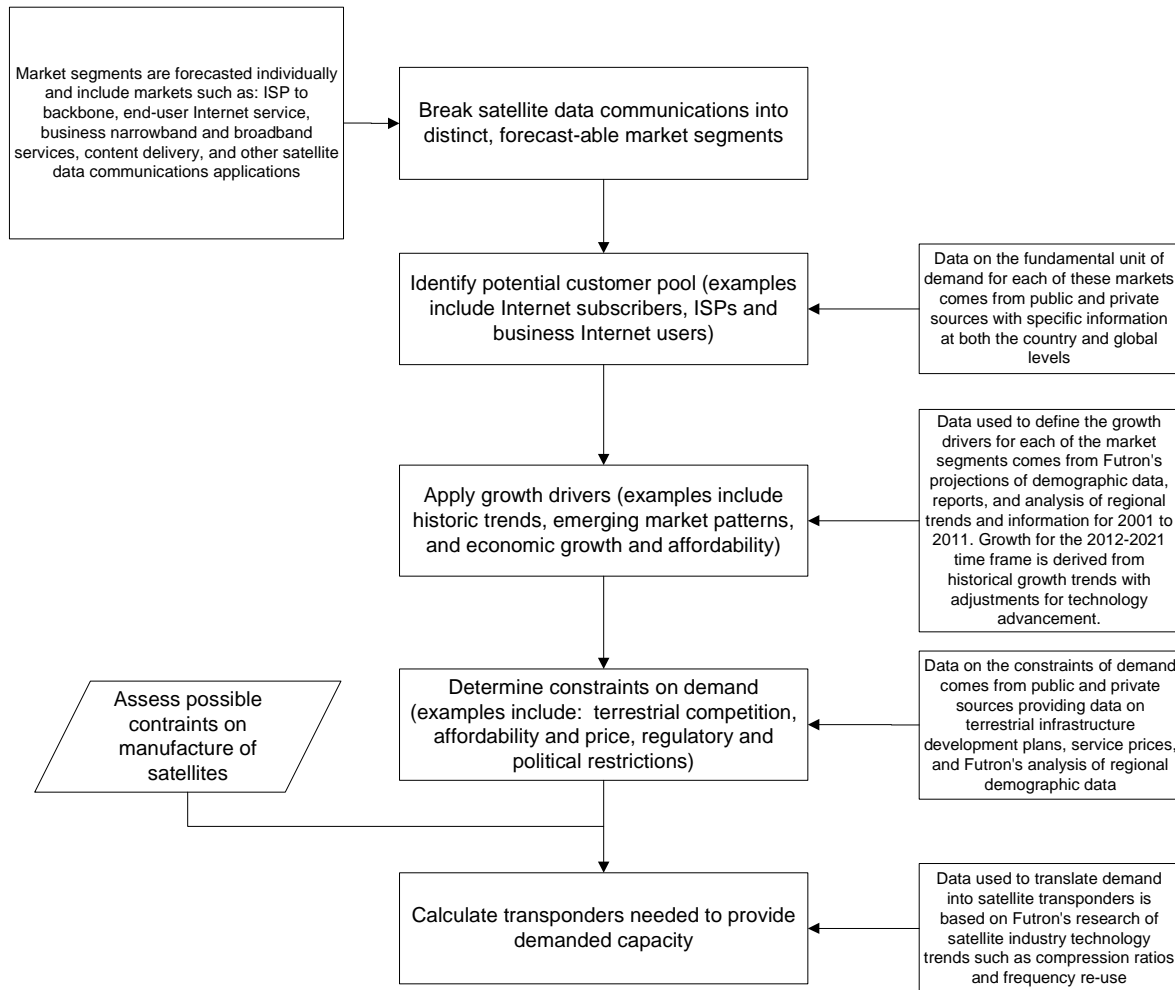 Market segments are forecasted individually
and include markets such as: ISP to
backbone, end-user Internet service,
business narrowband and broadband
services, content delivery, and other satellite
data communications applications
Break satellite data communications into
distinct, forecast-able market segments
Identify potential customer pool (examples
include Internet subscribers, ISPs and
business Internet users)
Data on the fundamental unit of
demand for each of these markets
comes from public and private
sources with specific information
at both the country and global
levels
Apply growth drivers (examples include
historic trends, emerging market patterns,
and economic growth and affordability)
Data used to define the growth
drivers for each of the market
segments comes from Futron's
projections of demographic data,
reports, and analysis of regional
trends and information for 2001 to
2011. Growth for the 2012-2021
time frame is derived from
historical growth trends with
adjustments for technology
advancement.
Assess possible
contraints on
manufacture of
satellites
Determine constraints on demand
(examples include:  terrestrial competition,
affordability and price, regulatory and
political restrictions)
Data on the constraints of demand
comes from public and private
sources providing data on
terrestrial infrastructure
development plans, service prices,
and Futron's analysis of regional
demographic data
Calculate transponders needed to provide
demanded capacity
Data used to translate demand
into satellite transponders is
based on Futron's research of
satellite industry technology
trends such as compression ratios
and frequency re-use